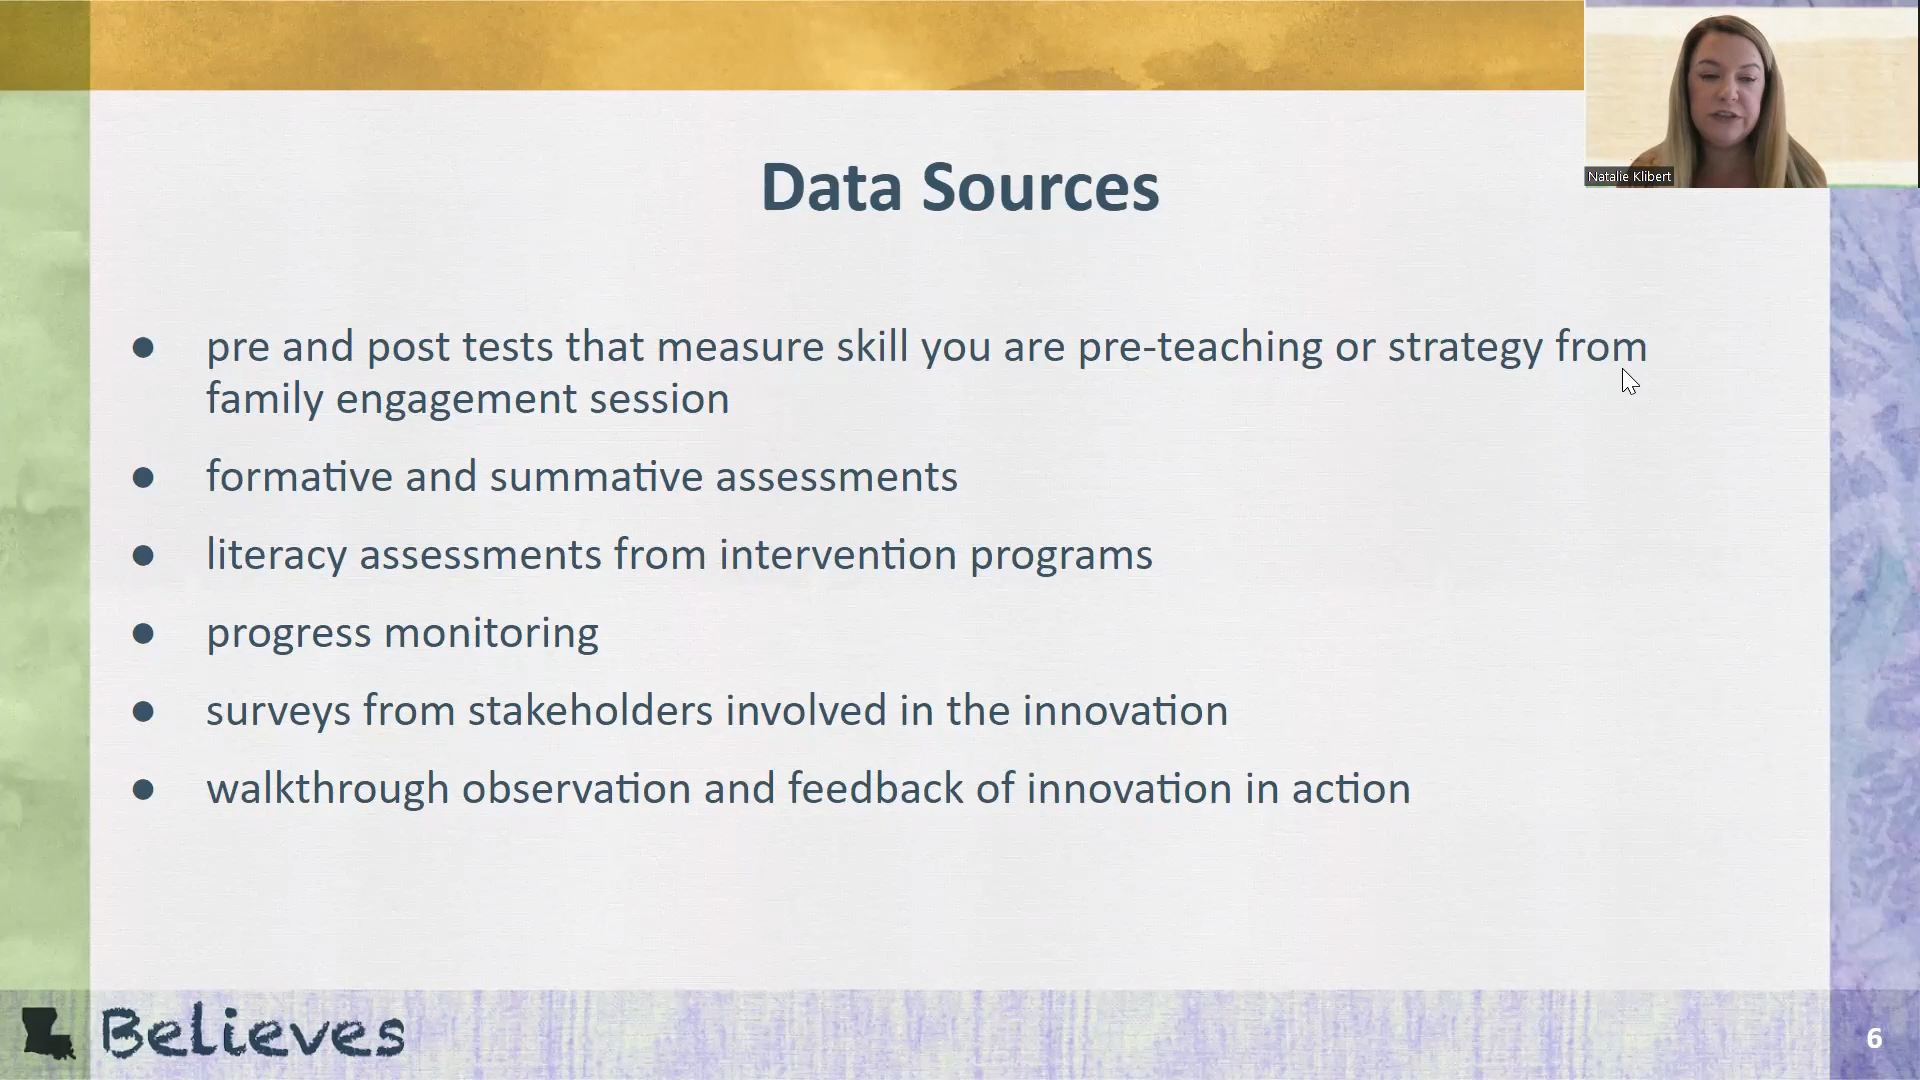 Natalie Klibert
Data Sources
● pre and post tests that measure skill you are pre-teaching or strategy from
family engagement session
● formative and summative assessments
● literacy assessments from intervention programs
● progress monitoring
● surveys from stakeholders involved in the innovation
● walkthrough observation and feedback of innovation in action
Believes
6